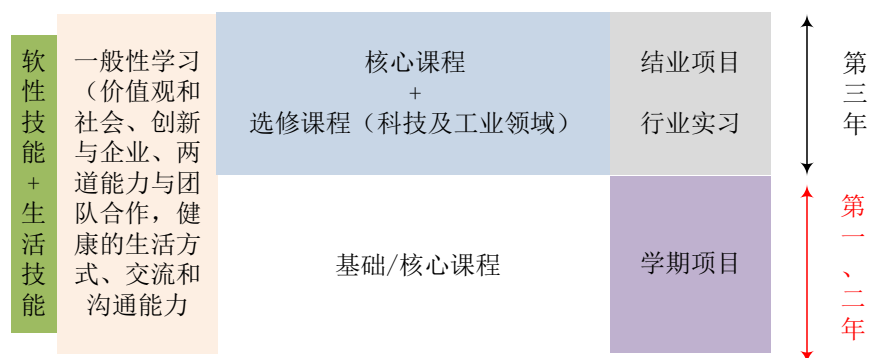 软性技能+生活技能
一般性学习
（价值观和
社会、创新
与企业、两
道能力与团
队合作，健
康的生活方
式、交流和
沟通能力
核心课程
+
选修课程（科技及工业领域）
结业项目
行业实习
第三年
基础/核心课程
学期项目
第一、二年